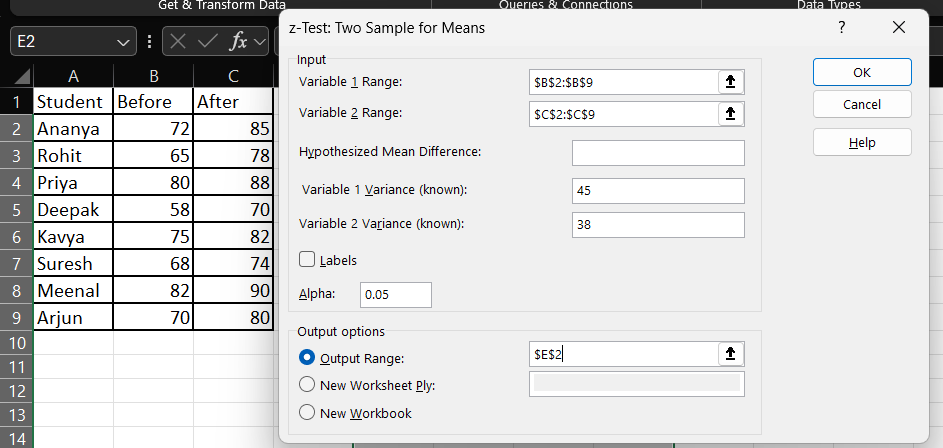 Get & Transform Data Queries & Connections Data Types
E2 fx
A B C
1 Student Before After
2 Ananya 72 85
3 Rohit 65 78
4 Priya 80 88
5 Deepak 58 70
6 Kavya 75 82
7 Suresh 68 74
8 Meenal 82 90
9 Arjun 70 80
10
11
12
13
14
z-Test: Two Sample for Means ?
Input
Variable 1 Range: $B$2:$B$9
Variable 2 Range: $C$2:$C$9
Hypothesized Mean Difference:
Variable 1 Variance (known): 45
Variable 2 Variance (known): 38
Labels
Alpha: 0.05
Output options
Output Range: $E$2
New Worksheet Ply:
New Workbook
OK
Cancel
Help